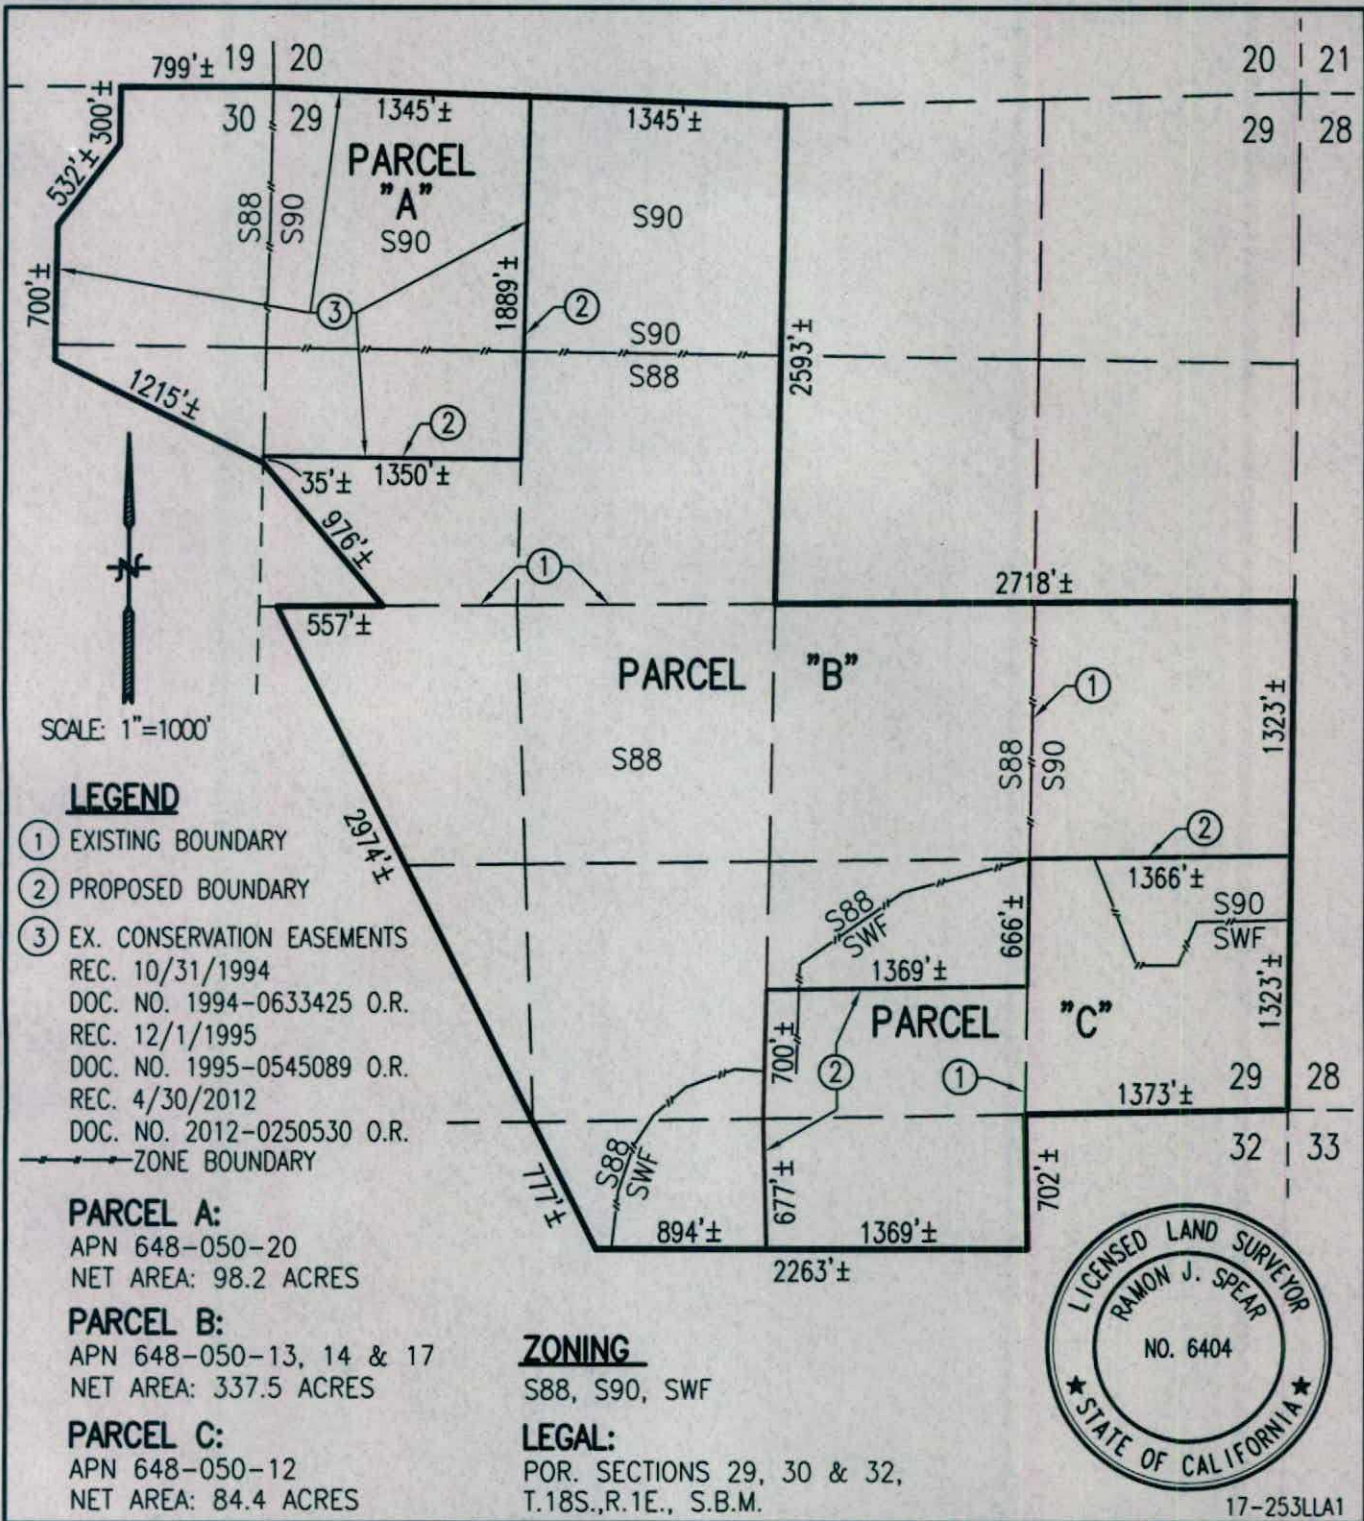 799'± 19 20
20 21
300'±
30 29
1345'±
1345'±
29 28
PARCEL
"A"
S90
532'±
S88
S90
S90
700'±
3
1889'±
2
S90
S88
2593'±
1215'±
2
35'±
1350'±
976'±
1
2718'±
557'±
N
PARCEL "B"
1
1323'±
SCALE: 1"=1000'
S88
S88
S90
LEGEND
1 EXISTING BOUNDARY
2 PROPOSED BOUNDARY
3 EX. CONSERVATION EASEMENTS
REC. 10/31/1994
DOC. NO. 1994-0633425 O.R.
REC. 12/1/1995
DOC. NO. 1995-0545089 O.R.
REC. 4/30/2012
DOC. NO. 2012-0250530 O.R.
ZONE BOUNDARY
2974'±
2
1366'±
S88
SWF
666'±
S90
SWF
1369'±
1323'±
PARCEL "C"
700'±
2
1
29 28
1373'±
32 33
S88
SWF
777'±
677'±
702'±
894'±
1369'±
2263'±
PARCEL A:
APN 648-050-20
NET AREA: 98.2 ACRES
PARCEL B:
APN 648-050-13, 14 & 17
NET AREA: 337.5 ACRES
PARCEL C:
APN 648-050-12
NET AREA: 84.4 ACRES
ZONING
S88, S90, SWF
LEGAL:
POR. SECTIONS 29, 30 & 32,
T.18S.,R.1E., S.B.M.
LICENSED LAND SURVEYOR
RAMON J. SPEAR
NO. 6404
★ STATE OF CALIFORNIA ★
17-253LLA1